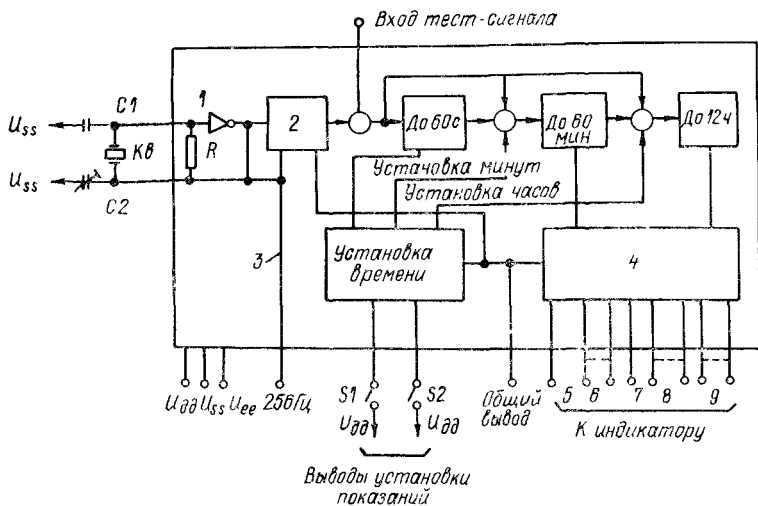 Вход тест-сигнала
C1
1
Uss
2
До 60с
До 60 мин
До 12ч
Кв
R
Uss
C2
Установка минут
Установка часов
3
Установка времени
4
Uдд Uss Uee 256Гц
S1
S2
Uдд
Uдд
Общий вывод
5 6 7 8 9
К индикатору
Выводы установки
показаний